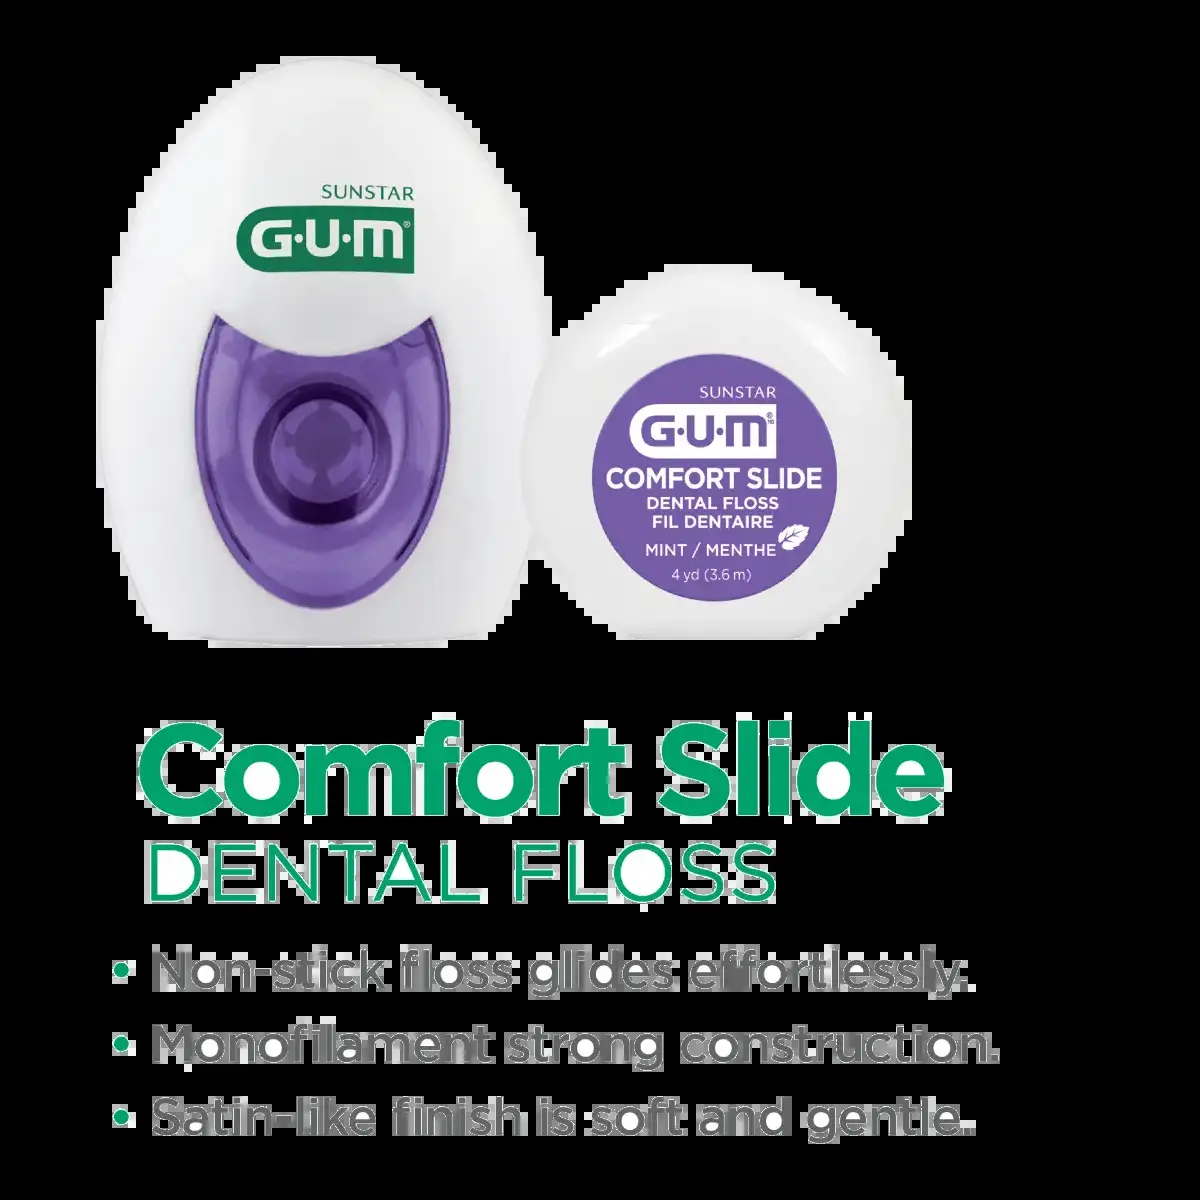 SUNSTAR
G·U·M®
SUNSTAR
G·U·M®
COMFORT SLIDE
DENTAL FLOSS
FIL DENTAIRE
MINT / MENTHE
4 yd (3.6 m)
Comfort Slide
DENTAL FLOSS
• Non-stick floss glides effortlessly.
• Monofilament strong construction.
• Satin-like finish is soft and gentle.